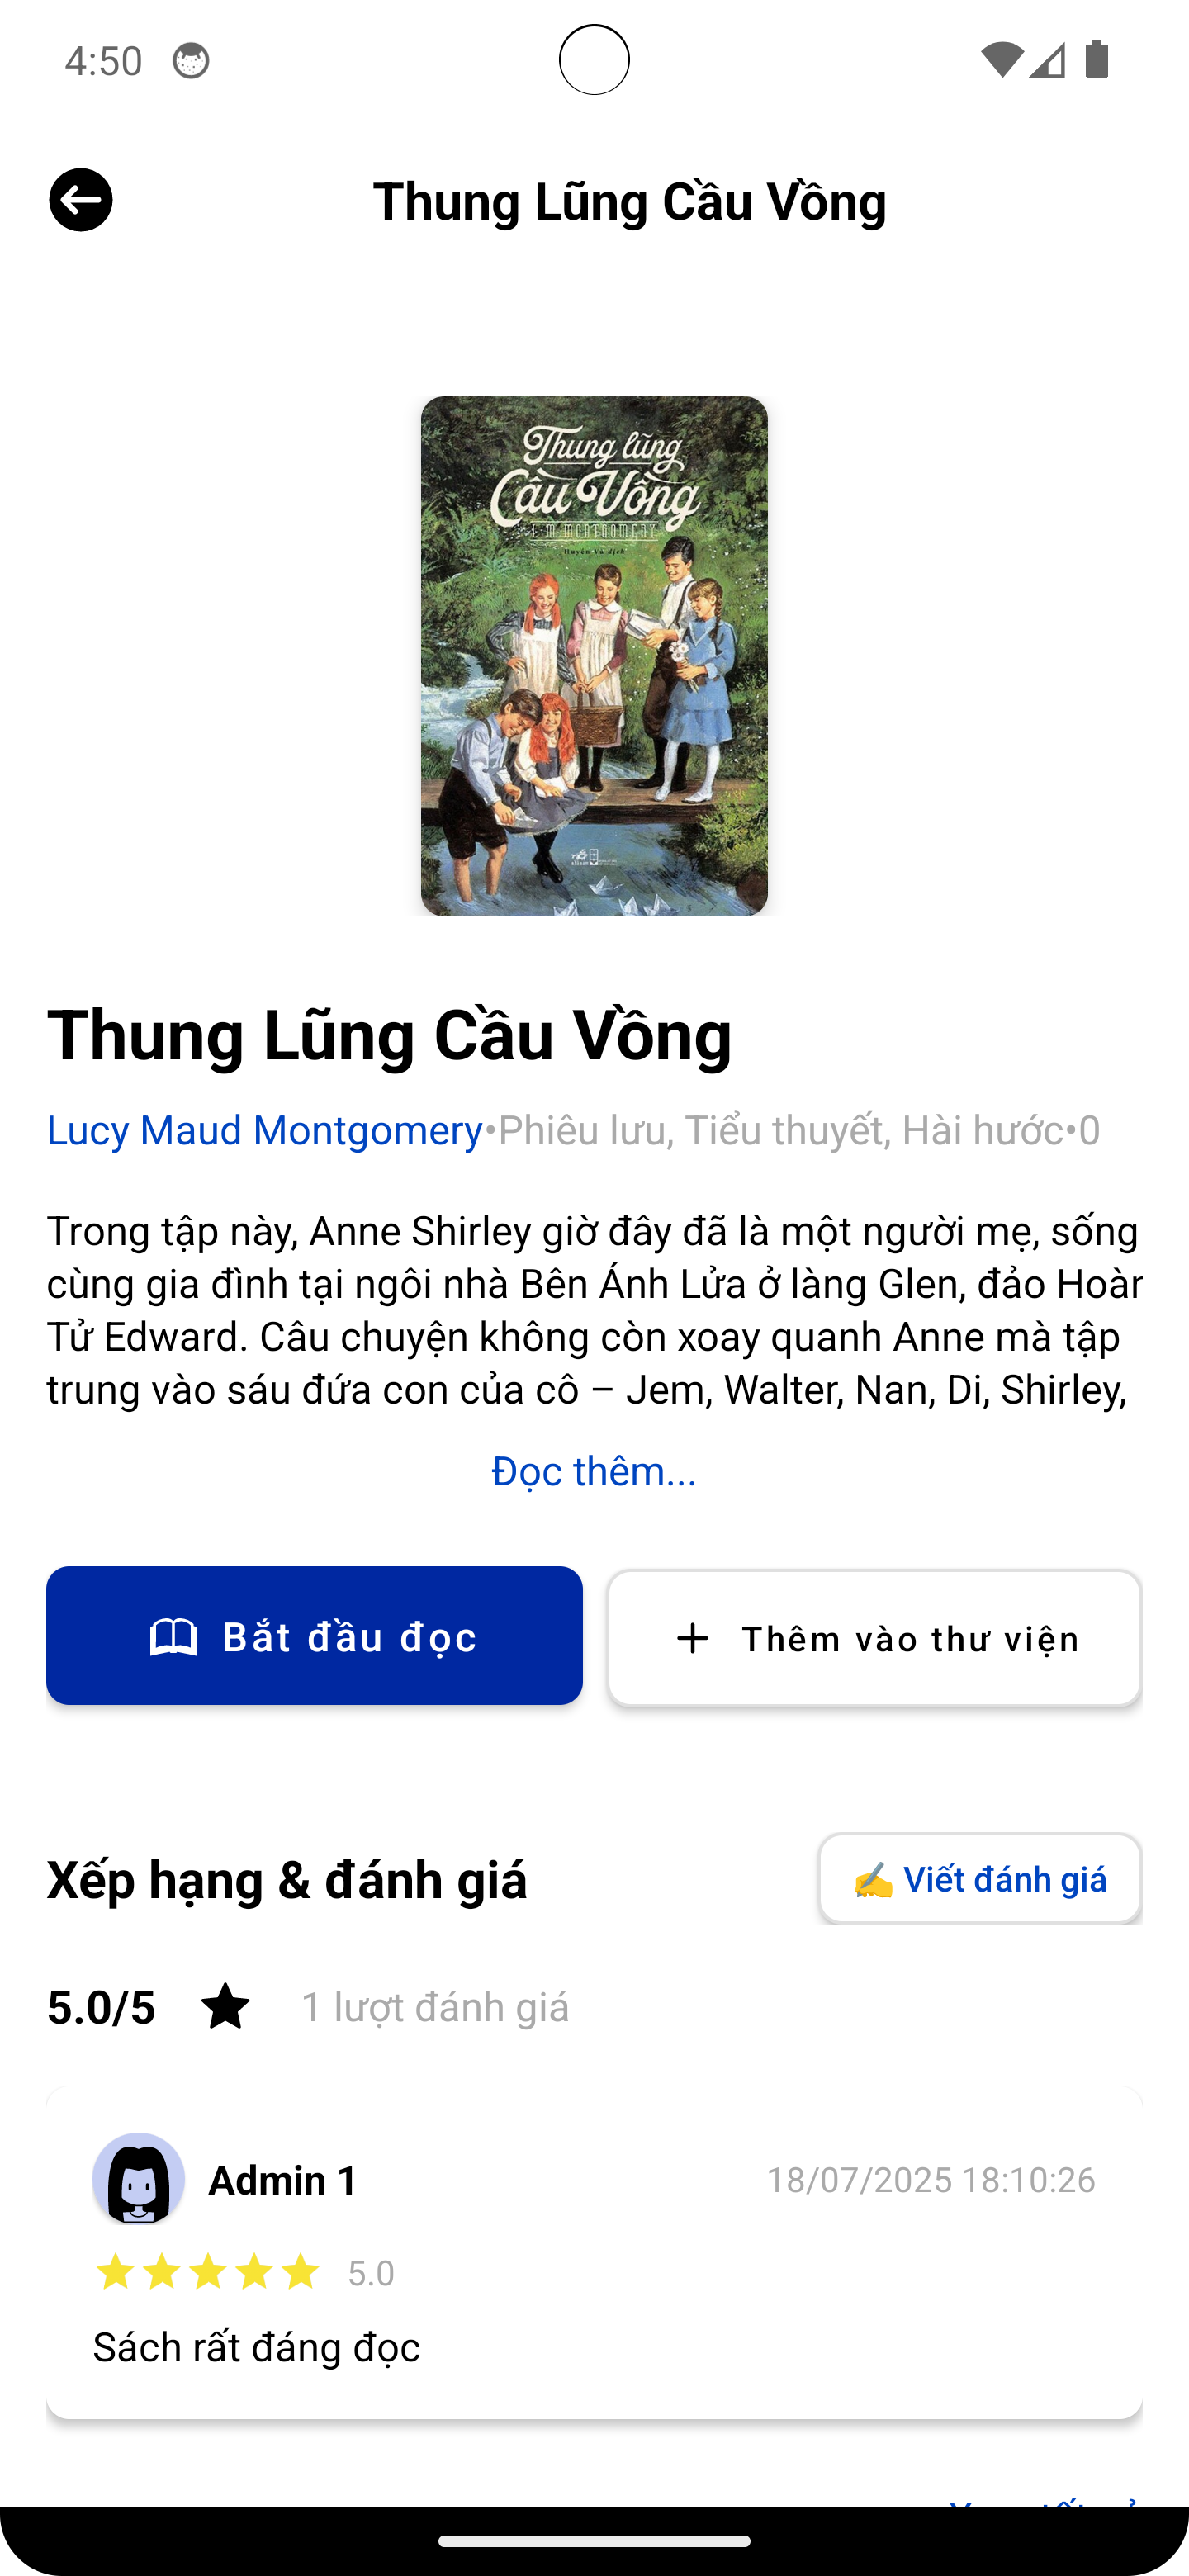 4:50
Thung Lũng Cầu Vồng
Thung lũng
Cầu Vồng
L·M·MONTGOMERY
Huyền Vũ dịch
Thung Lũng Cầu Vồng
Lucy Maud Montgomery•Phiêu lưu, Tiểu thuyết, Hài hước•0
Trong tập này, Anne Shirley giờ đây đã là một người mẹ, sống
cùng gia đình tại ngôi nhà Bên Ánh Lửa ở làng Glen, đảo Hoàn
Tử Edward. Câu chuyện không còn xoay quanh Anne mà tập
trung vào sáu đứa con của cô – Jem, Walter, Nan, Di, Shirley,
Đọc thêm...
Bắt đầu đọc
Thêm vào thư viện
Xếp hạng & đánh giá
✍ Viết đánh giá
5.0/5 ★ 1 lượt đánh giá
Admin 1
18/07/2025 18:10:26
5.0
Sách rất đáng đọc